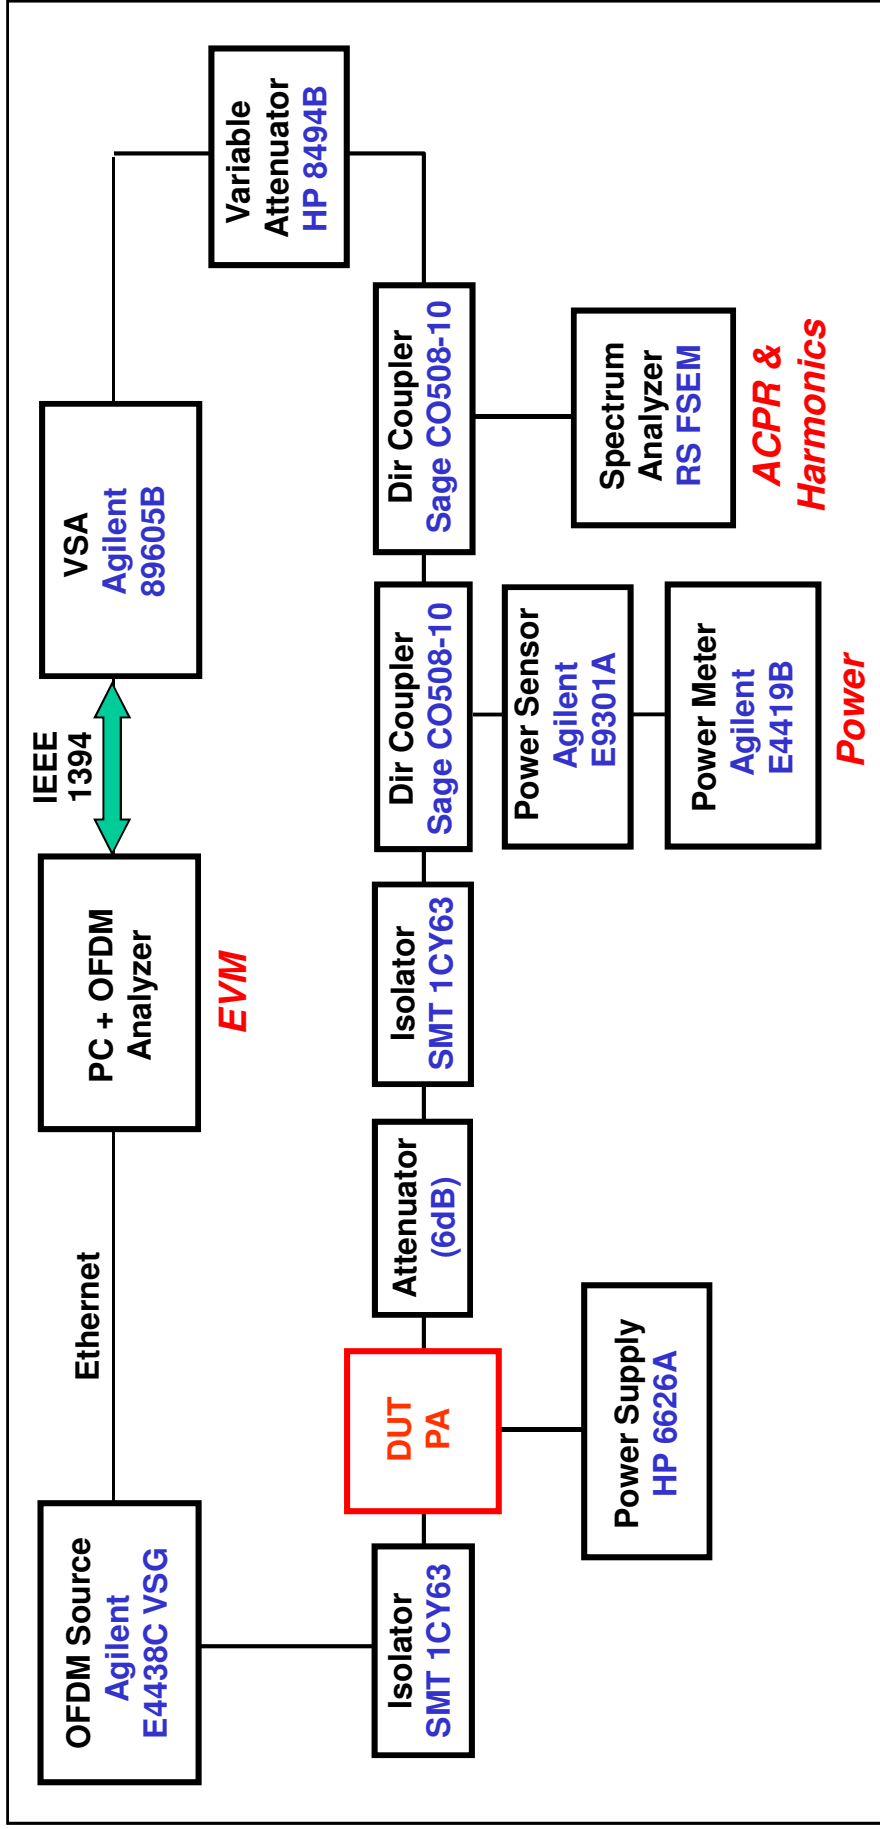 OFDM Source
Agilent
E4438C VSG
Ethernet
PC + OFDM
Analyzer
EVM
IEEE
1394
VSA
Agilent
89605B
Variable
Attenuator
HP 8494B
Isolator
SMT 1CY63
DUT
PA
Attenuator
(6dB)
Isolator
SMT 1CY63
Dir Coupler
Sage CO508-10
Dir Coupler
Sage CO508-10
Power Supply
HP 6626A
Power Sensor
Agilent
E9301A
Power Meter
Agilent
E4419B
Power
Spectrum
Analyzer
RS FSEM
ACPR &
Harmonics